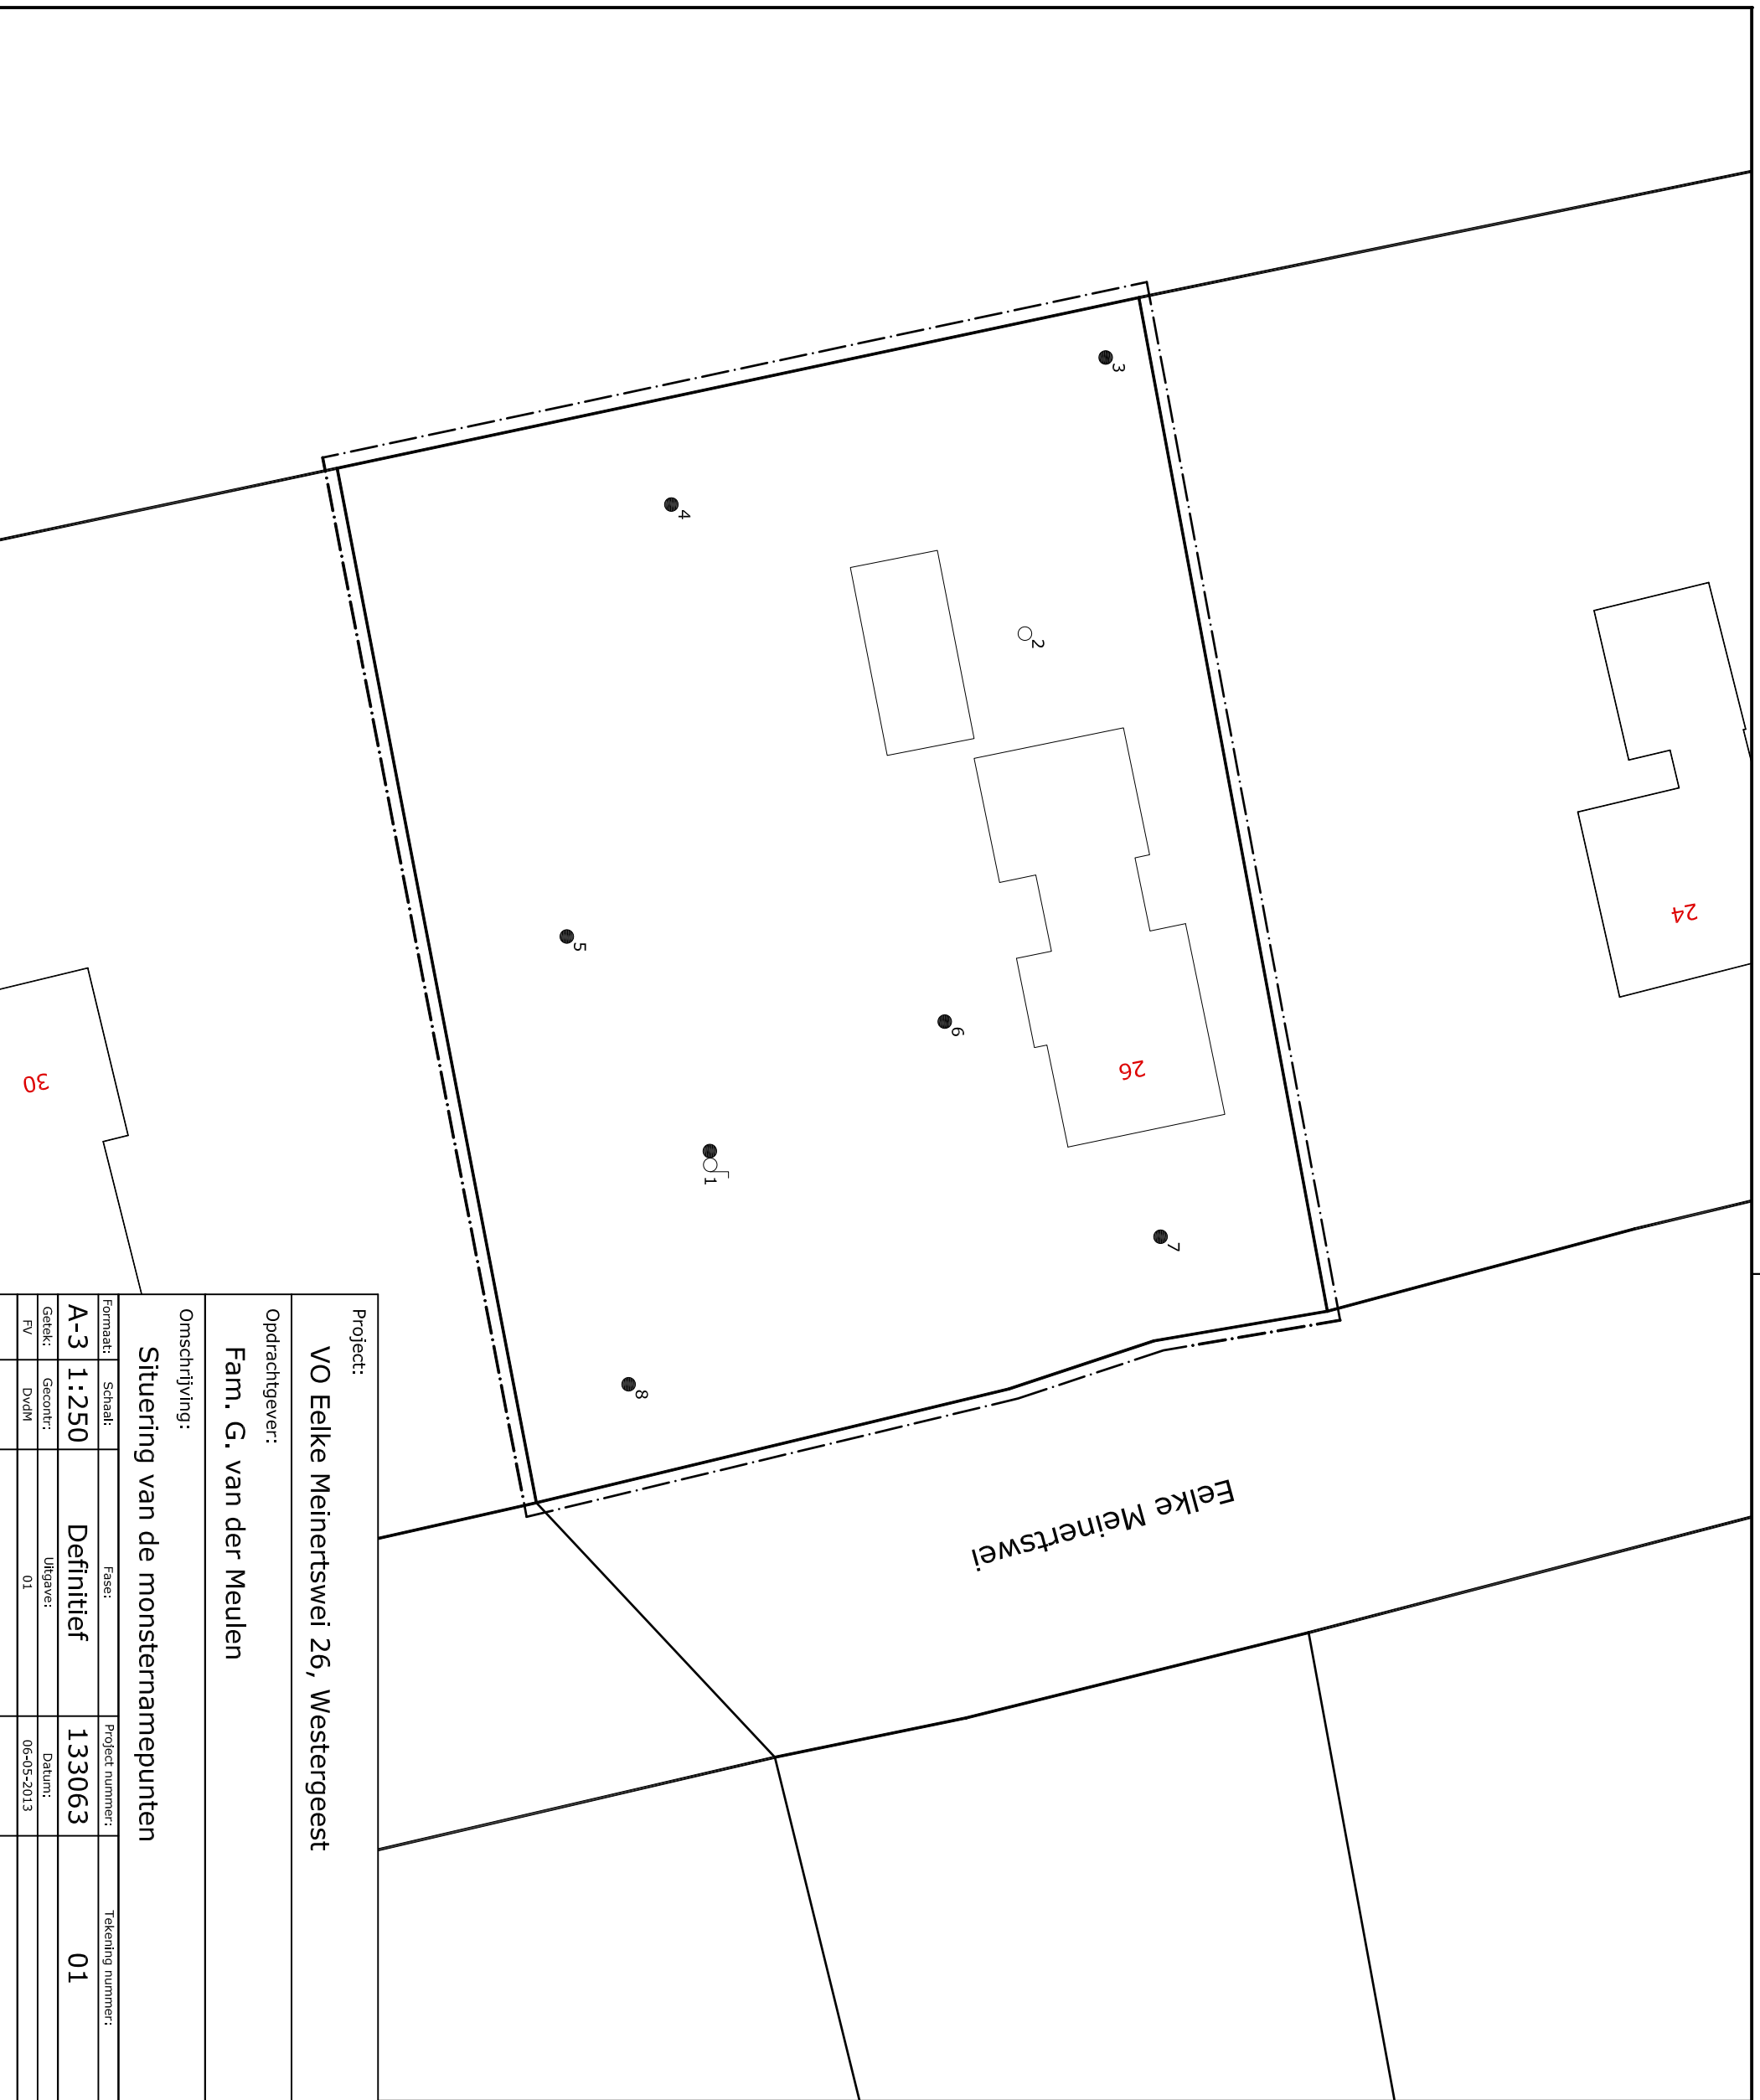 3
4
2
24
5
6
26
30
1
7
8
Eelke Meinertswei
Project:
VO Eelke Meinertswei 26, Westergeest
Opdrachtgever:
Fam. G. van der Meulen
Omschrijving:
Situering van de monsternamepunten
Formaat: Schaal: Fase: Project nummer: Tekening nummer:
A-3 1:250 Definitief 133063 01
Getek: Gecontr: Uitgave: Datum:
FV DvdM 01 06-05-2013